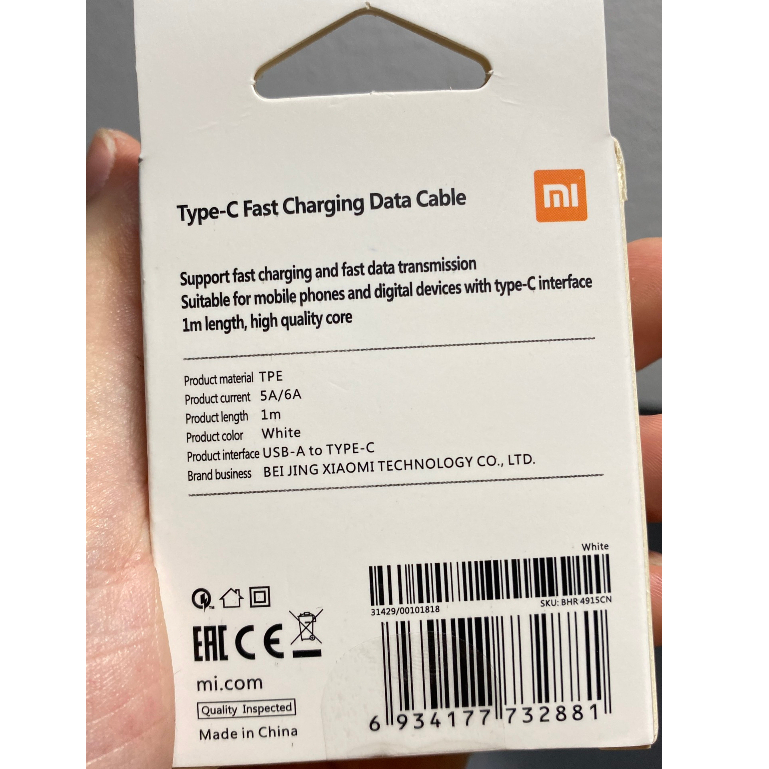 Type-C Fast Charging Data Cable
mi
Support fast charging and fast data transmission
Suitable for mobile phones and digital devices with type-C interface
1m length, high quality core
Product material TPE
Product current 5A/6A
Product length 1m
Product color White
Product interface USB-A to TYPE-C
Brand business BEI JING XIAOMI TECHNOLOGY CO., LTD.
White
31429/00101818 SKU: BHR 4915CN
EAC CE
mi.com
Quality Inspected
Made in China
6 934177 732881